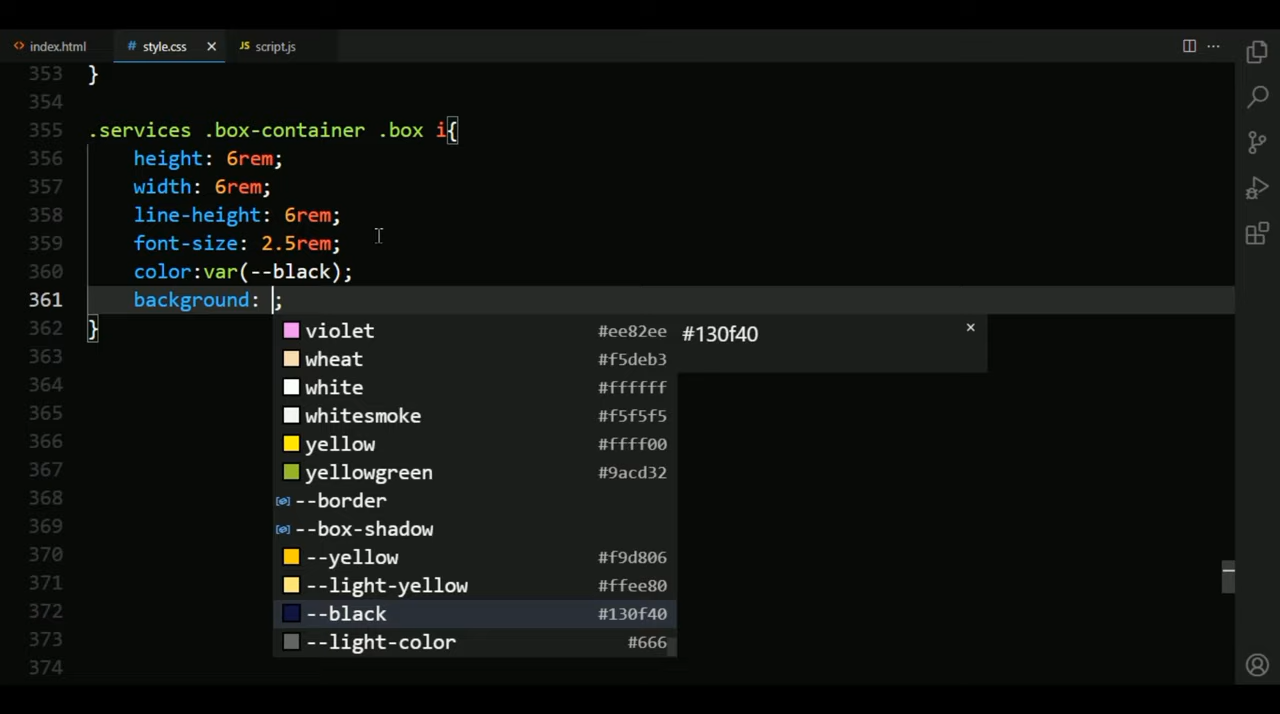 index.html style.css script.js
353 }
354
355 .services .box-container .box i{
356 height: 6rem;
357 width: 6rem;
358 line-height: 6rem;
359 font-size: 2.5rem;
360 color:var(--black);
361 background: ;
362 }
363 violet #ee82ee #130f40
364 wheat #f5deb3
365 white #ffffff
366 whitesmoke #f5f5f5
367 yellow #ffff00
368 yellowgreen #9acd32
369 --border
370 --box-shadow
371 --yellow #f9d806
372 --light-yellow #ffee80
373 --black #130f40
374 --light-color #666